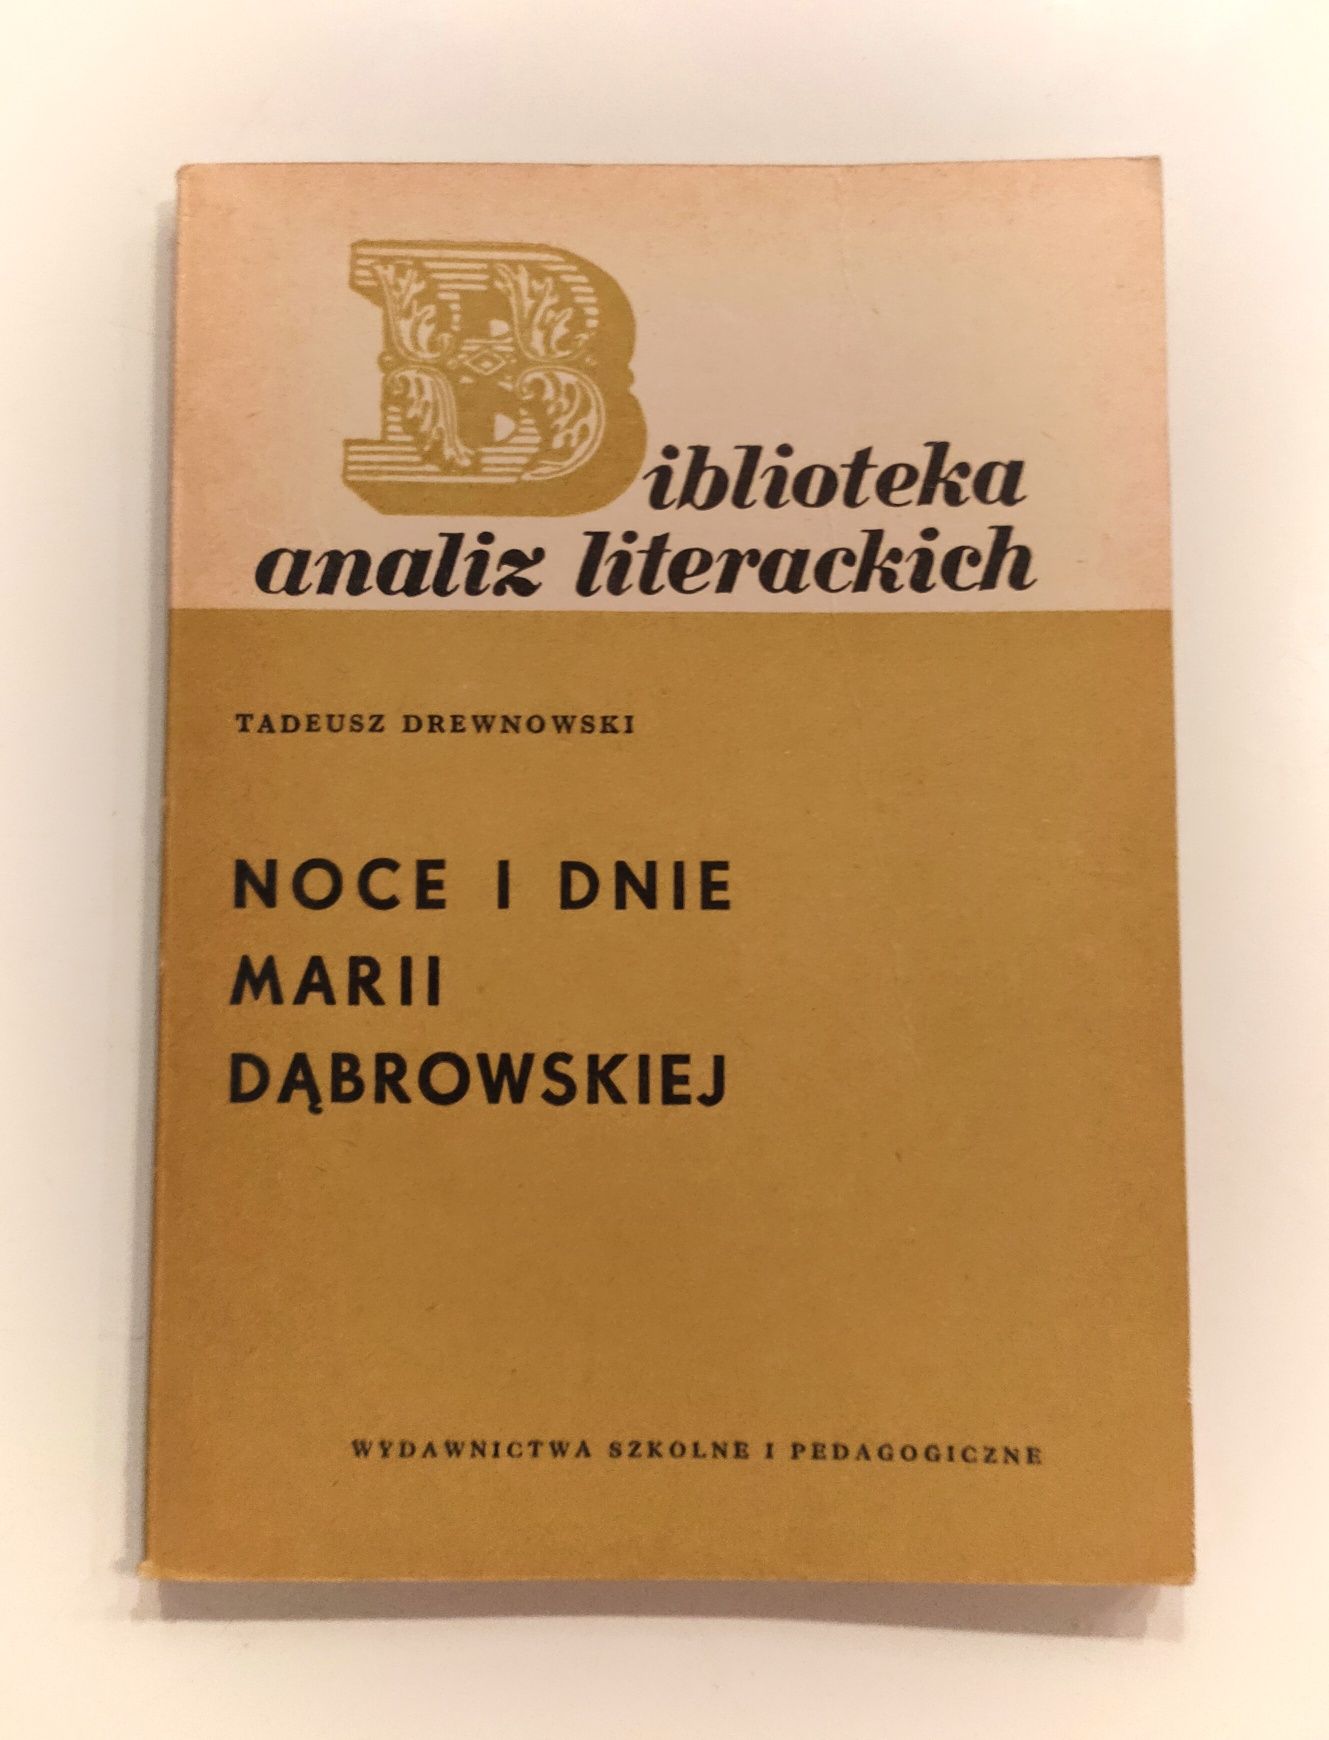 Biblioteka
analiz literackich
TADEUSZ DREWNOWSKI
NOCE I DNIE
MARII
DĄBROWSKIEJ
WYDAWNICTWA SZKOLNE I PEDAGOGICZNE